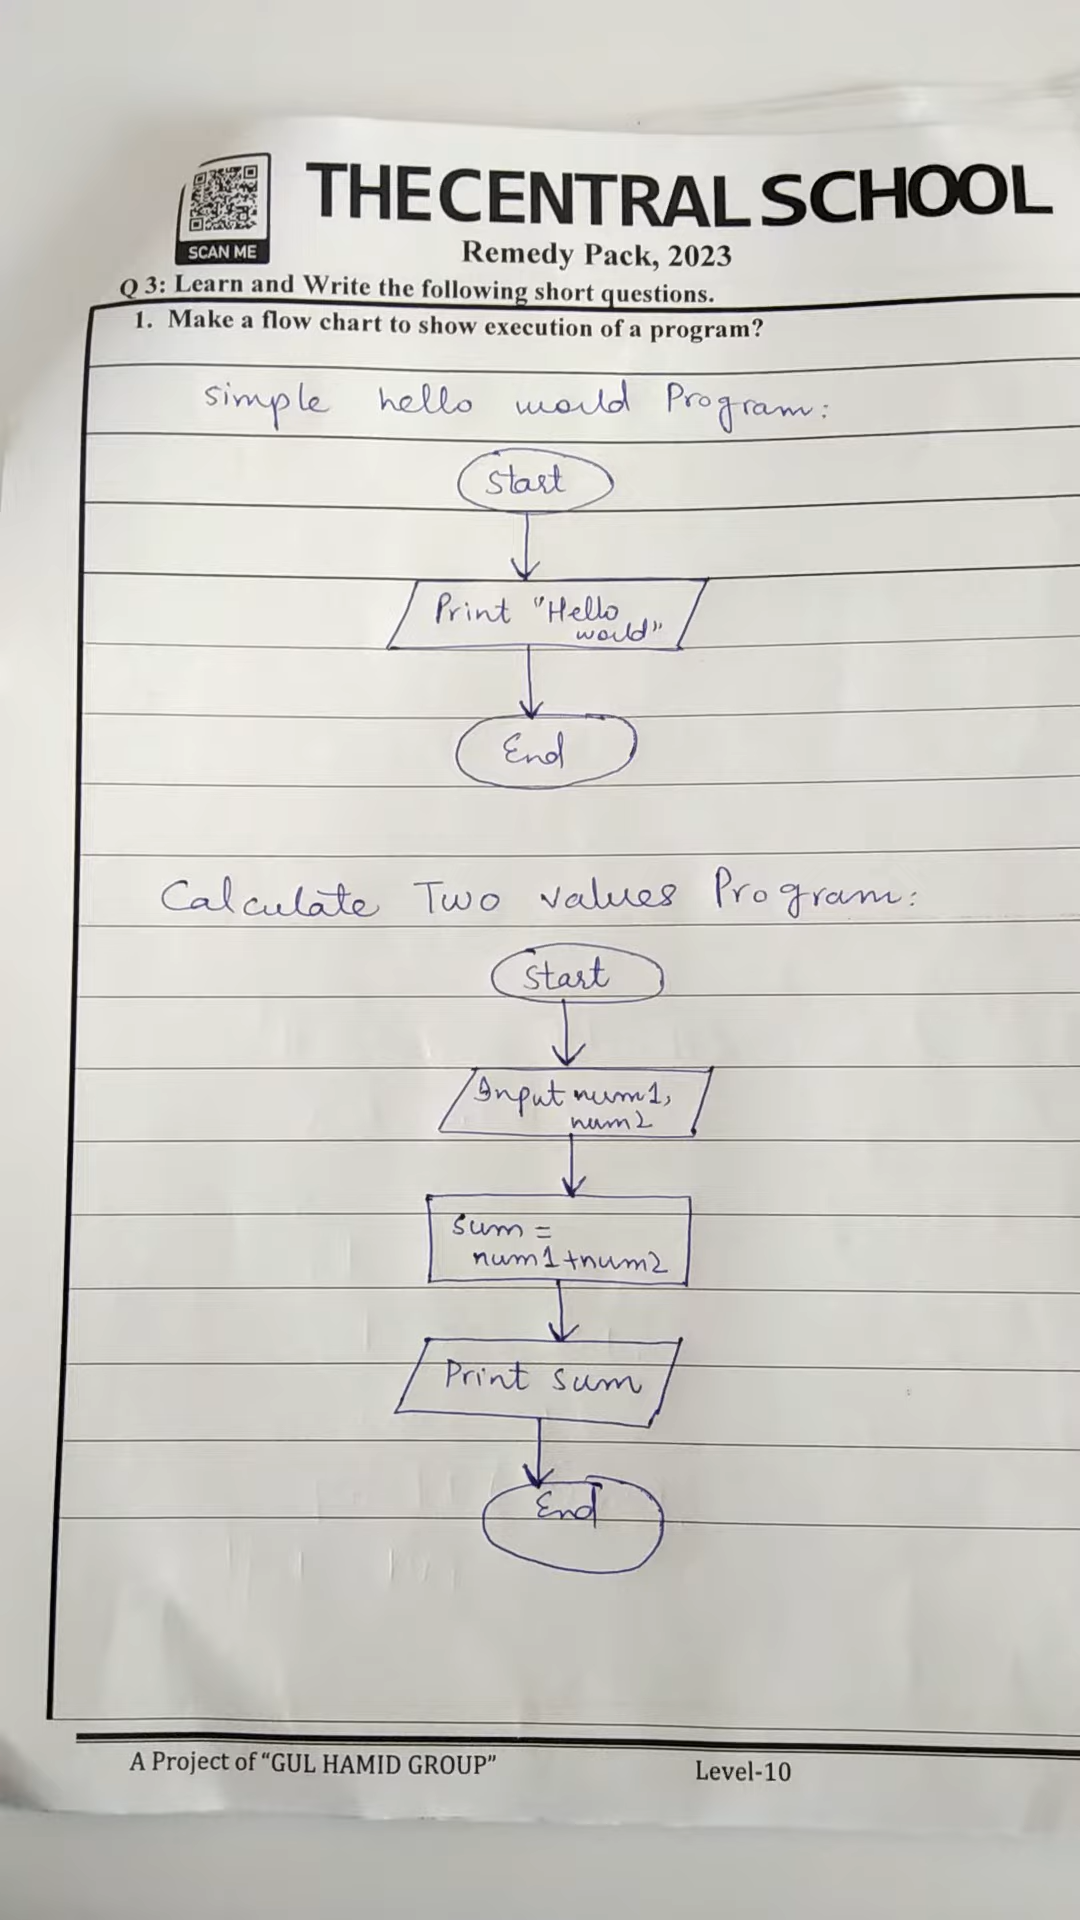 THE CENTRAL SCHOOL
SCAN ME
Remedy Pack, 2023
Q 3: Learn and Write the following short questions.
1. Make a flow chart to show execution of a program?
simple hello world Program:
Start
Print "Hello
world"
End
Calculate Two values Program:
Start
Input num1,
num2
sum =
num1+num2
Print sum
End
A Project of “GUL HAMID GROUP”
Level-10